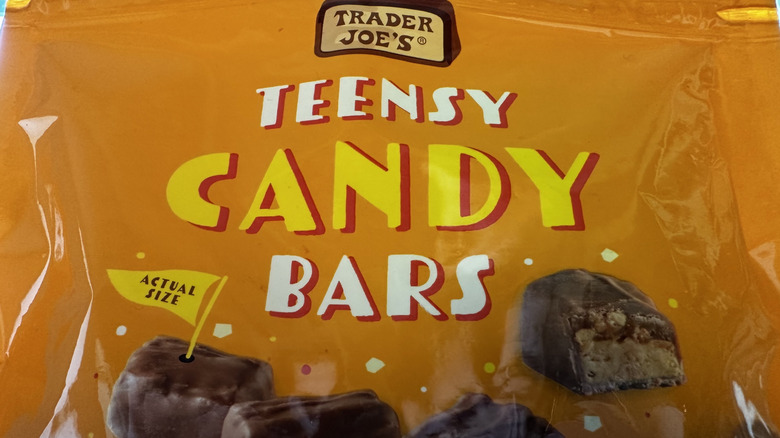 TRADER
JOE'S®
TEENSY
CANDY
BARS
ACTUAL
SIZE